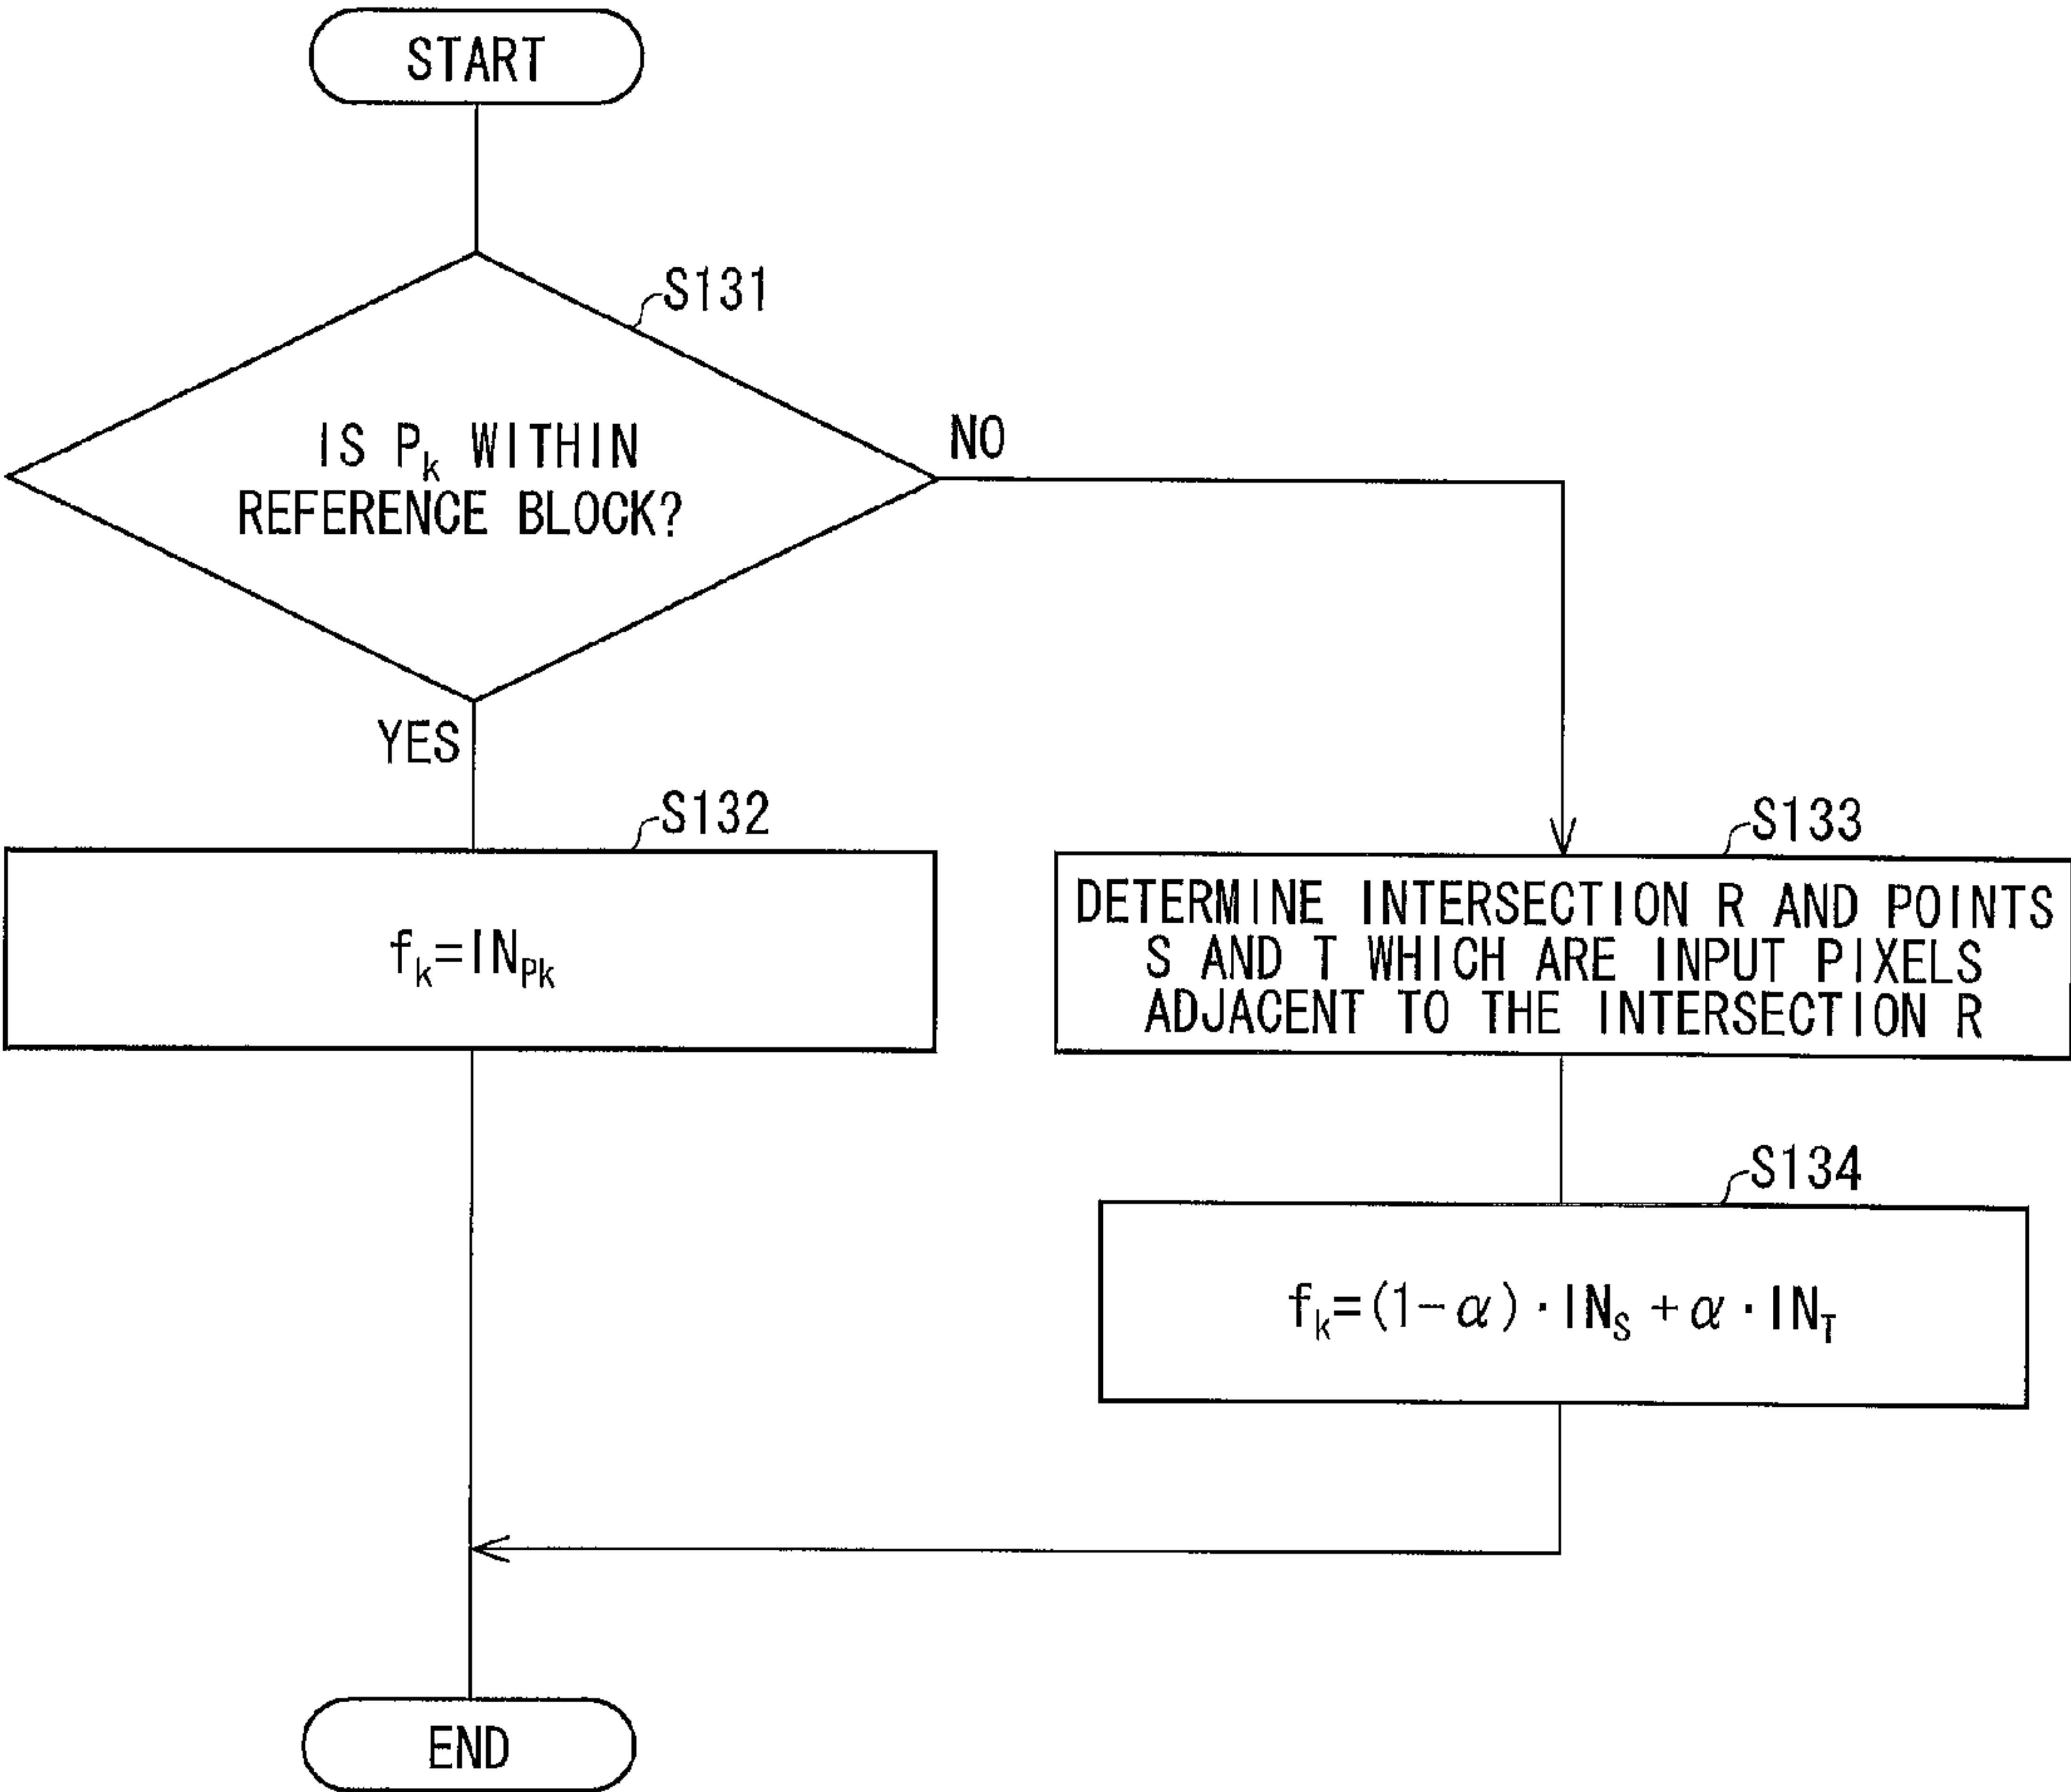 START
S131
IS Pk WITHIN
REFERENCE BLOCK?
NO
YES
S132
fk=INPk
S133
DETERMINE INTERSECTION R AND POINTS
S AND T WHICH ARE INPUT PIXELS
ADJACENT TO THE INTERSECTION R
S134
fk=(1-α)·INS+α·INT
END